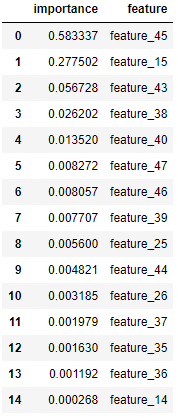 importance feature
0 0.583337 feature_45
1 0.277502 feature_15
2 0.056728 feature_43
3 0.026202 feature_38
4 0.013520 feature_40
5 0.008272 feature_47
6 0.008057 feature_46
7 0.007707 feature_39
8 0.005600 feature_25
9 0.004821 feature_44
10 0.003185 feature_26
11 0.001979 feature_37
12 0.001630 feature_35
13 0.001192 feature_36
14 0.000268 feature_14